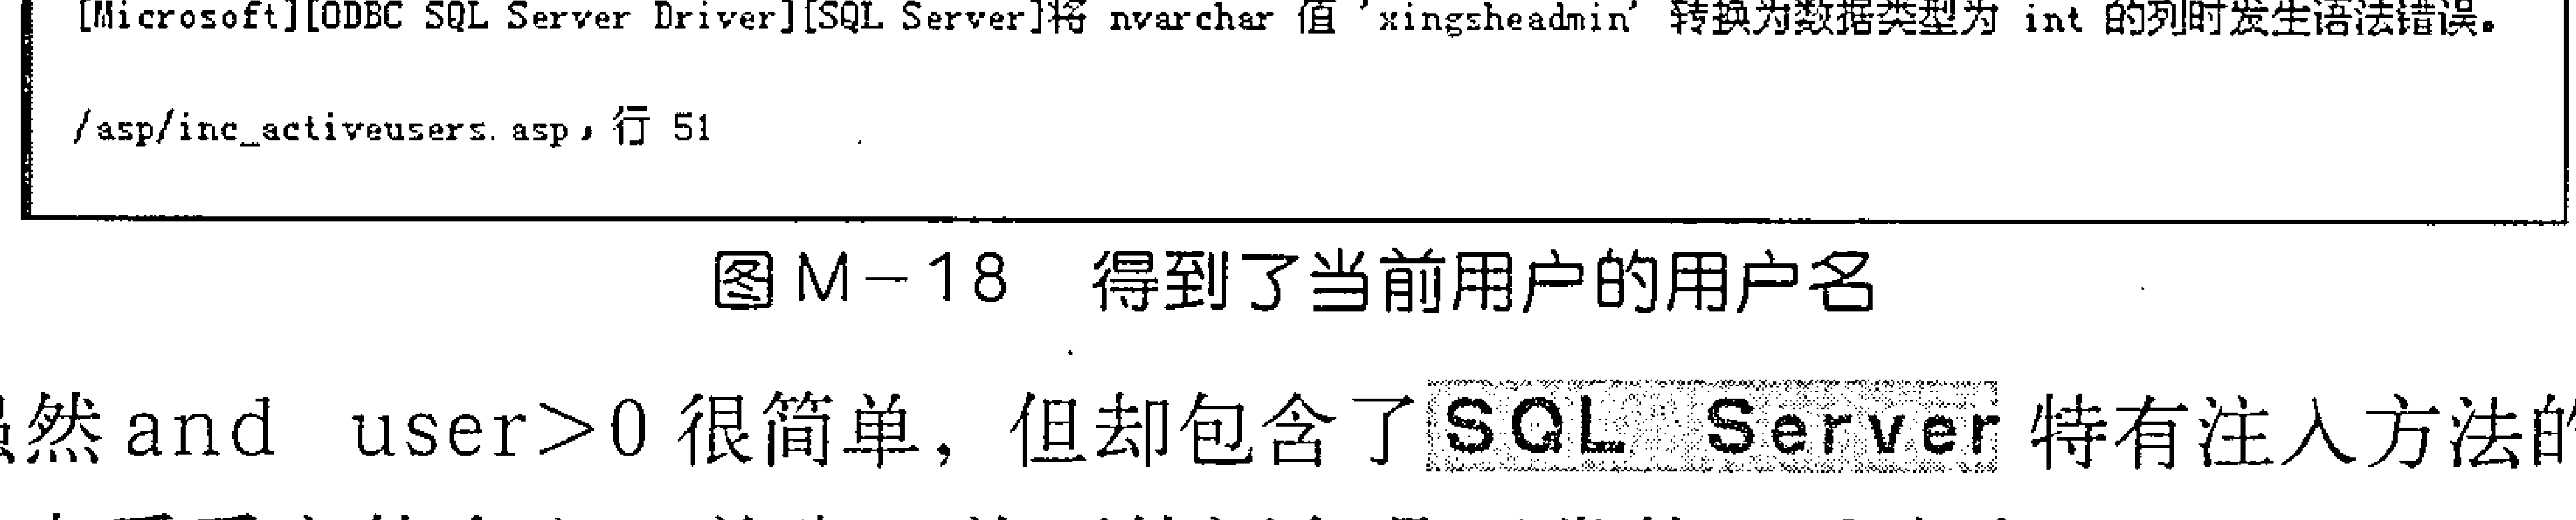 [Microsoft][ODBC SQL Server Driver][SQL Server]将 nvarchar 值 'xingsheadmin' 转换为数据类型为 int 的列时发生语法错误。
/asp/inc_activeusers.asp，行 51
图 M－18　得到了当前用户的用户名
然 and user>0 很简单，但却包含了 SQL Server 特有注入方法的